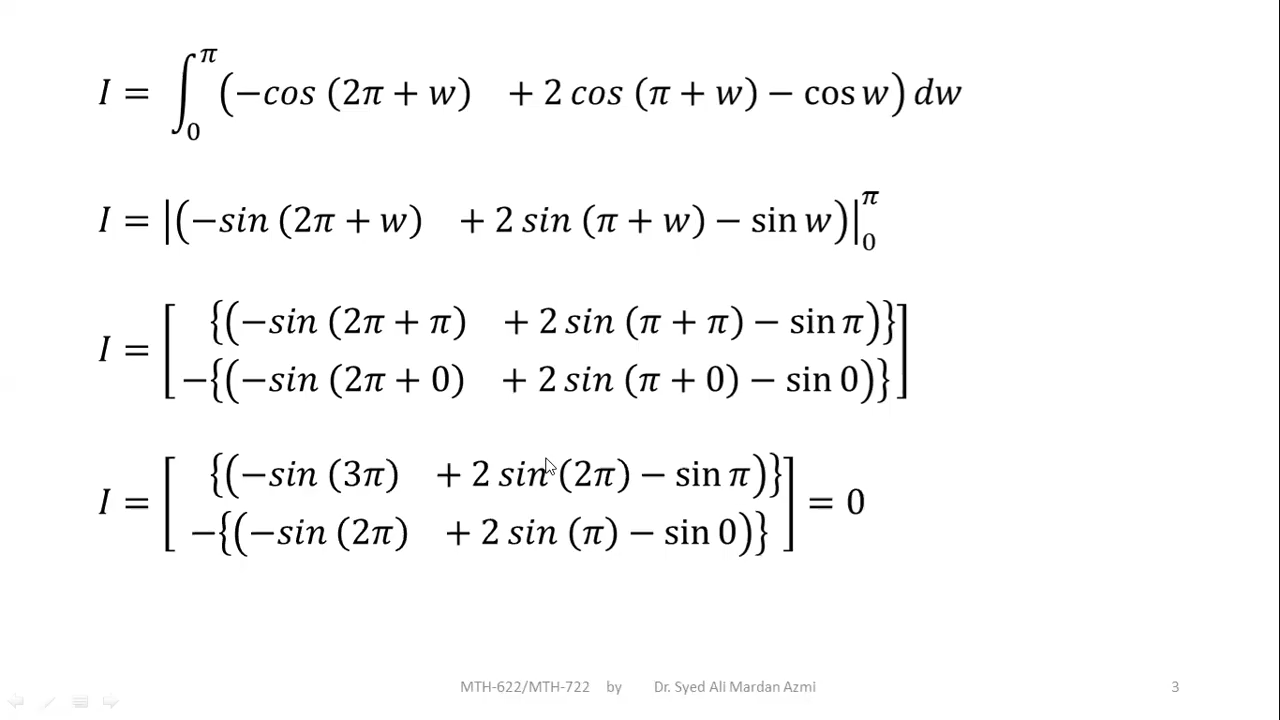 I = ∫₀^π (−cos (2π + w) + 2 cos (π + w) − cos w) dw
I = |(−sin (2π + w) + 2 sin (π + w) − sin w)|₀^π
I = [ {(−sin (2π + π) + 2 sin (π + π) − sin π)}
−{(−sin (2π + 0) + 2 sin (π + 0) − sin 0)} ]
I = [ {(−sin (3π) + 2 sin (2π) − sin π)}
−{(−sin (2π) + 2 sin (π) − sin 0)} ] = 0
MTH-622/MTH-722 by Dr. Syed Ali Mardan Azmi 3